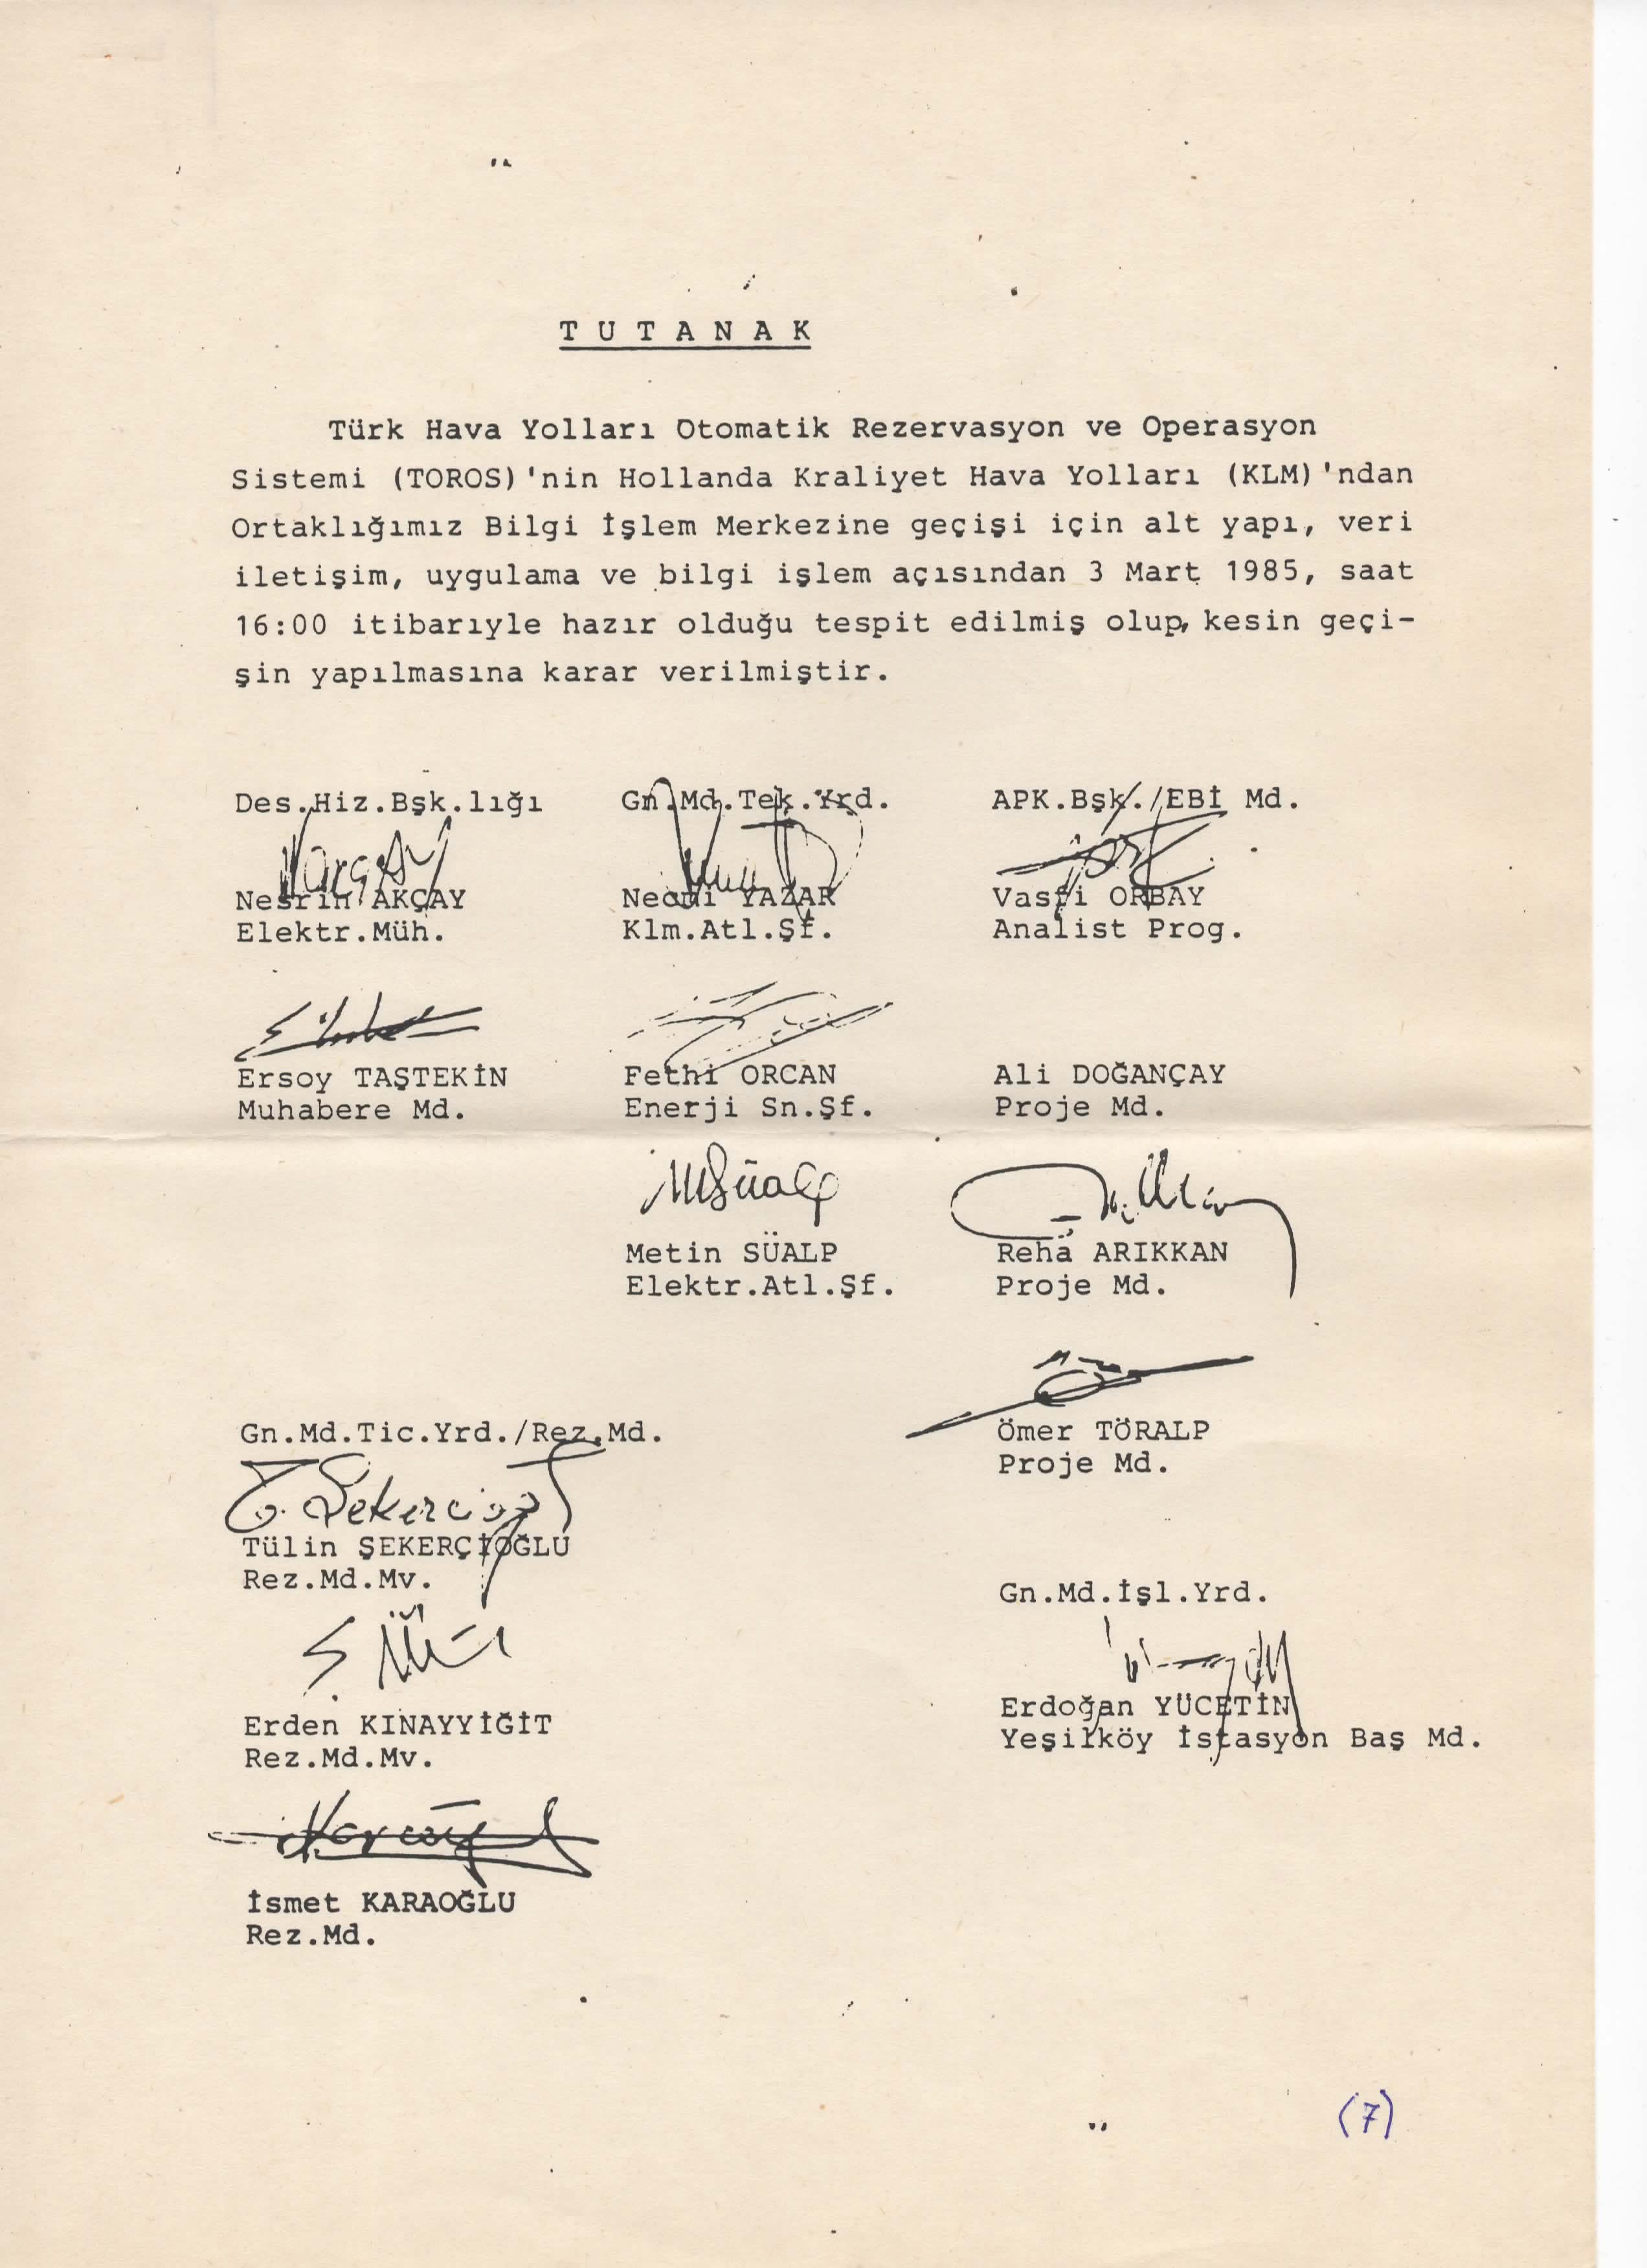 T U T A N A K
Türk Hava Yolları Otomatik Rezervasyon ve Operasyon
Sistemi (TOROS)'nin Hollanda Kraliyet Hava Yolları (KLM)'ndan
Ortaklığımız Bilgi İşlem Merkezine geçişi için alt yapı, veri
iletişim, uygulama ve bilgi işlem açısından 3 Mart 1985, saat
16:00 itibarıyle hazır olduğu tespit edilmiş olup, kesin geçi-
şin yapılmasına karar verilmiştir.
Des.Hiz.Bşk.lığı Gn.Md.Tek.Yrd. APK.Bşk./EBİ Md.
Nesrin AKÇAY YAZAR Vasfi ORBAY
Elektr.Müh. Klm.Atl.Şf. Analist Prog.
Ersoy TAŞTEKİN Fethi ORCAN Ali DOĞANÇAY
Muhabere Md. Enerji Sn.Şf. Proje Md.
MSüalp
Metin SÜALP Reha ARIKKAN
Elektr.Atl.Şf. Proje Md.
Gn.Md.Tic.Yrd./Rez.Md. Ömer TÖRALP
Proje Md.
Tülin ŞEKERÇİOĞLU
Rez.Md.Mv.
Gn.Md.İşl.Yrd.
Erden KINAYYİĞİT Erdoğan YÜCETİN
Rez.Md.Mv. Yeşilköy İstasyon Baş Md.
İsmet KARAOĞLU
Rez.Md.
(7)